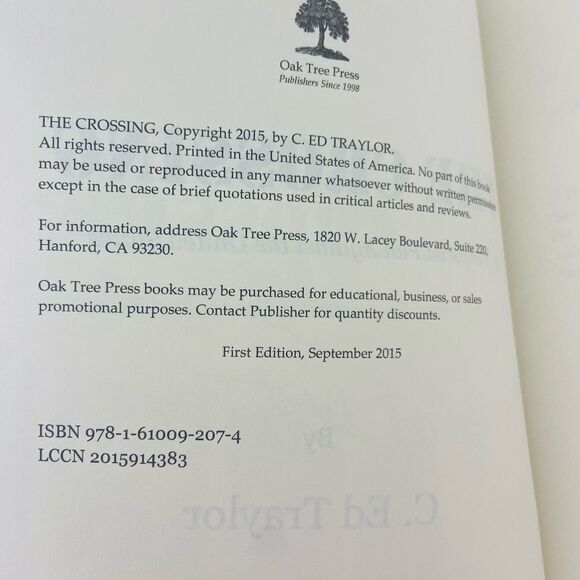 Oak Tree Press
Publishers Since 1998
THE CROSSING, Copyright 2015, by C. ED TRAYLOR.
All rights reserved. Printed in the United States of America. No part of this book
may be used or reproduced in any manner whatsoever without written permission
except in the case of brief quotations used in critical articles and reviews.
For information, address Oak Tree Press, 1820 W. Lacey Boulevard, Suite 220,
Hanford, CA 93230.
Oak Tree Press books may be purchased for educational, business, or sales
promotional purposes. Contact Publisher for quantity discounts.
First Edition, September 2015
ISBN 978-1-61009-207-4
LCCN 2015914383
By
C. Ed Traylor